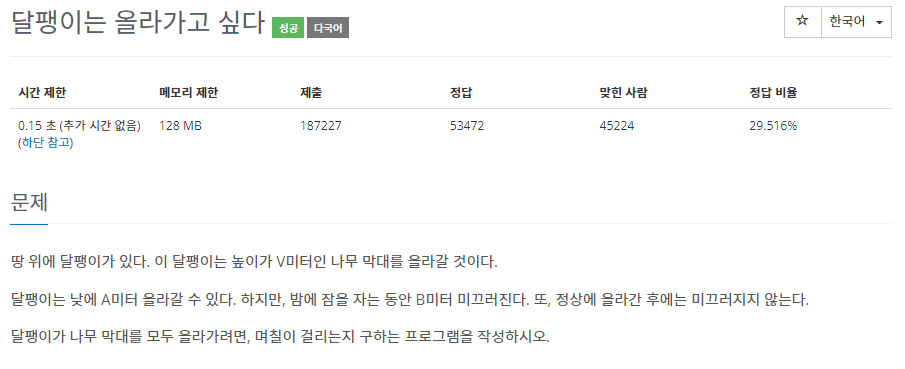 달팽이는 올라가고 싶다 성공 다국어
☆ 한국어
시간 제한 메모리 제한 제출 정답 맞힌 사람 정답 비율
0.15 초 (추가 시간 없음) 128 MB 187227 53472 45224 29.516%
(하단 참고)
문제
땅 위에 달팽이가 있다. 이 달팽이는 높이가 V미터인 나무 막대를 올라갈 것이다.
달팽이는 낮에 A미터 올라갈 수 있다. 하지만, 밤에 잠을 자는 동안 B미터 미끄러진다. 또, 정상에 올라간 후에는 미끄러지지 않는다.
달팽이가 나무 막대를 모두 올라가려면, 며칠이 걸리는지 구하는 프로그램을 작성하시오.